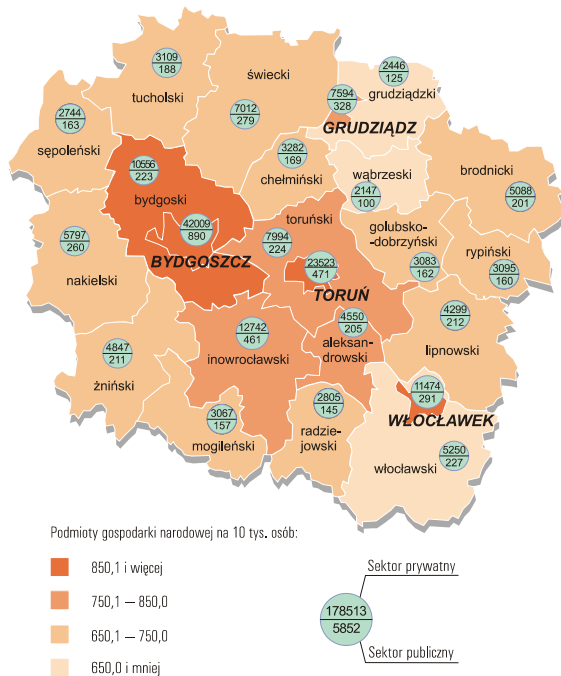 3109
188
tucholski
świecki
7012
279
2446
125
grudziądzki
7594
328
GRUDZIĄDZ
2744
163
sępoleński
10556
223
bydgoski
3282
169
chełmiński
wąbrzeski
2147
100
brodnicki
5088
201
42009
890
BYDGOSZCZ
toruński
7994
224
golubsko-
-dobrzyński
3083
162
rypiński
3095
160
5797
260
nakielski
23523
471
TORUŃ
4847
211
żniński
12742
461
inowrocławski
4550
205
aleksan-
drowski
4299
212
lipnowski
3067
157
mogileński
2805
145
radzie-
jowski
11474
291
WŁOCŁAWEK
5250
227
włocławski
Podmioty gospodarki narodowej na 10 tys. osób:
850,1 i więcej
750,1 — 850,0
650,1 — 750,0
650,0 i mniej
Sektor prywatny
178513
5852
Sektor publiczny